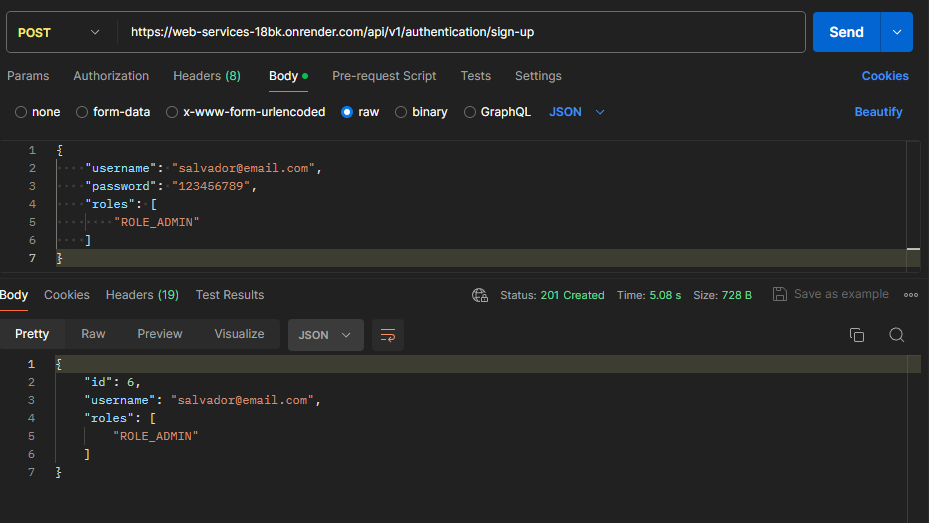 POST https://web-services-18bk.onrender.com/api/v1/authentication/sign-up Send
Params Authorization Headers (8) Body Pre-request Script Tests Settings Cookies
none form-data x-www-form-urlencoded raw binary GraphQL JSON Beautify
1 {
2 "username": "salvador@email.com",
3 "password": "123456789",
4 "roles": [
5 "ROLE_ADMIN"
6 ]
7 }
Body Cookies Headers (19) Test Results Status: 201 Created Time: 5.08 s Size: 728 B Save as example
Pretty Raw Preview Visualize JSON
1 {
2 "id": 6,
3 "username": "salvador@email.com",
4 "roles": [
5 "ROLE_ADMIN"
6 ]
7 }